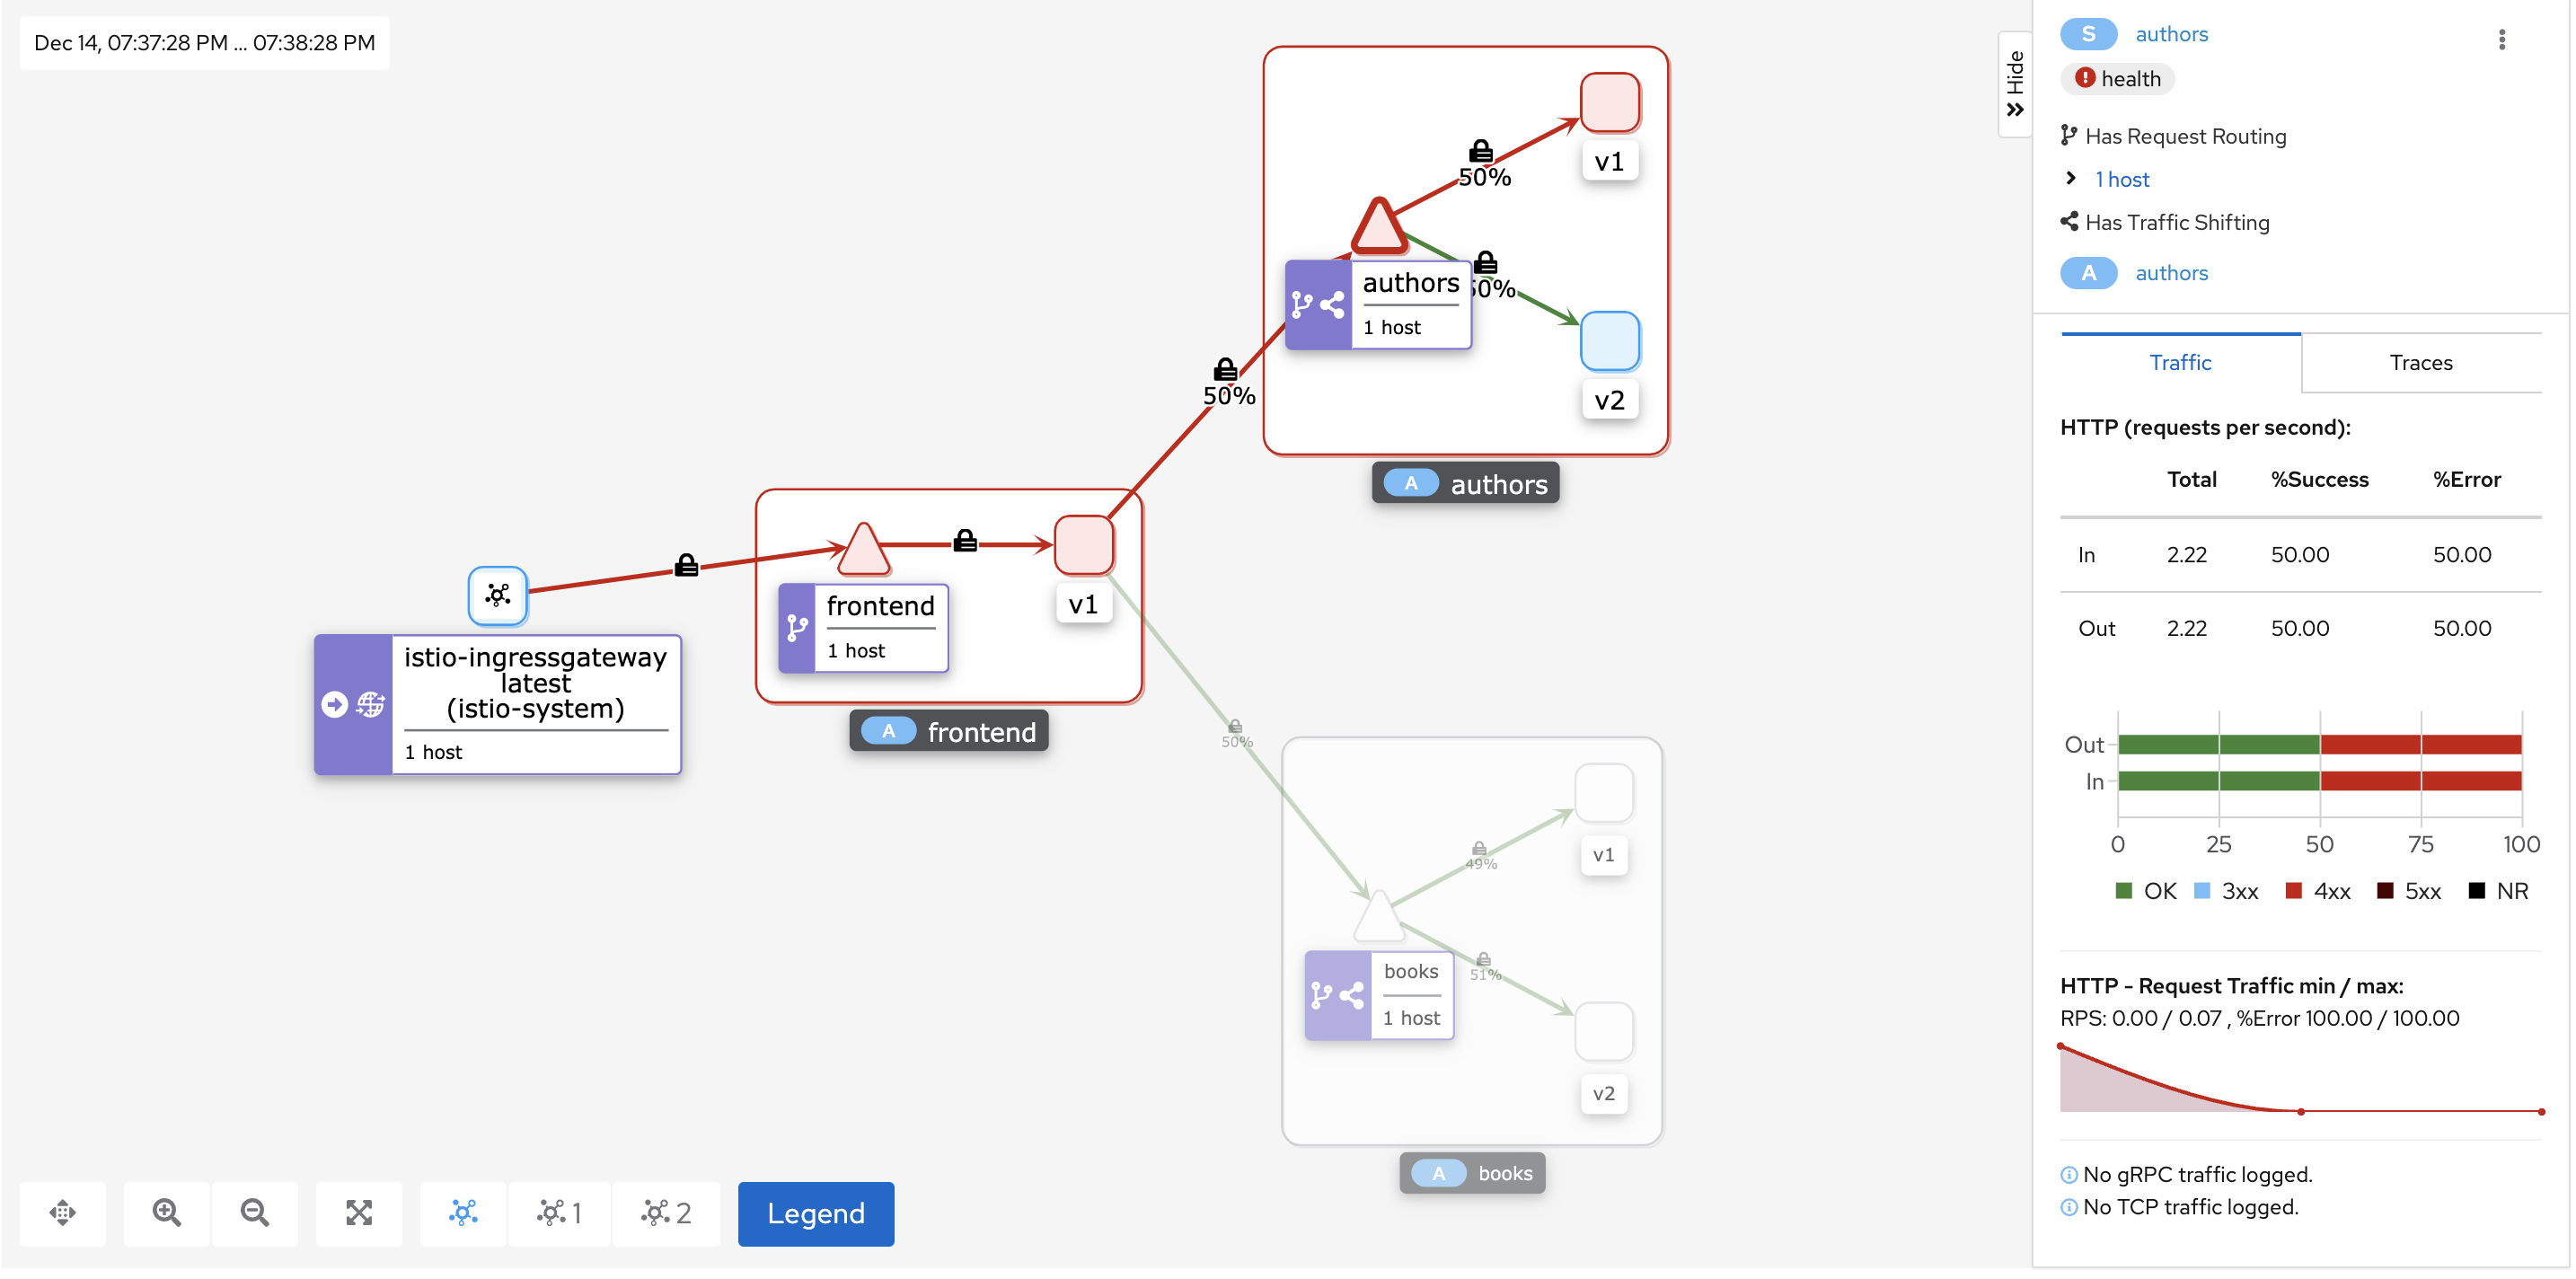 Dec 14, 07:37:28 PM ... 07:38:28 PM
v1
50%
authors
1 host
50%
v2
50%
A authors
frontend
1 host
v1
A frontend
istio-ingressgateway
latest
(istio-system)
1 host
50%
v1
49%
51%
books
1 host
v2
A books
1
2
Legend
Hide
S authors
health
Has Request Routing
1 host
Has Traffic Shifting
A authors
Traffic Traces
HTTP (requests per second):
Total %Success %Error
In 2.22 50.00 50.00
Out 2.22 50.00 50.00
Out
In
0 25 50 75 100
OK 3xx 4xx 5xx NR
HTTP - Request Traffic min / max:
RPS: 0.00 / 0.07 , %Error 100.00 / 100.00
No gRPC traffic logged.
No TCP traffic logged.